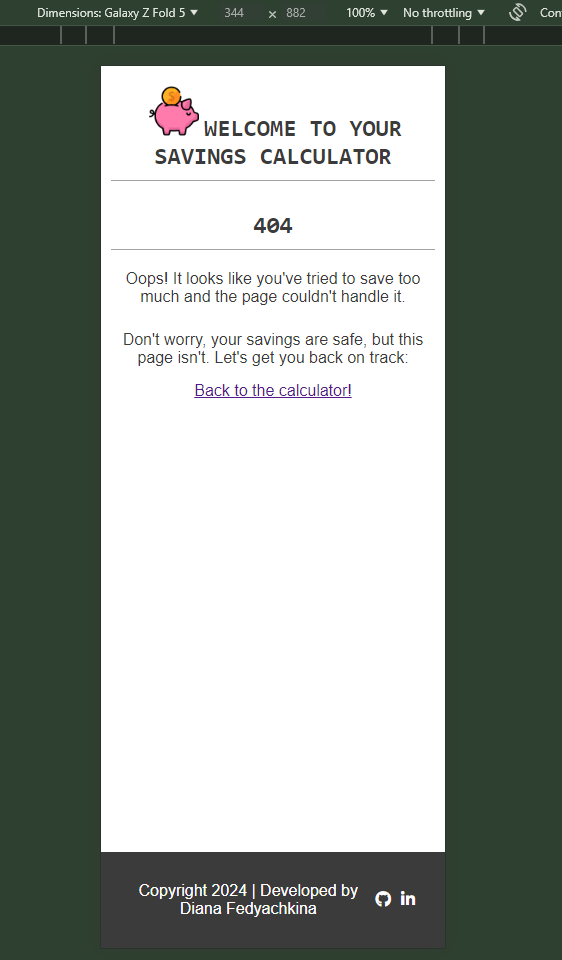 Dimensions: Galaxy Z Fold 5 344 × 882 100% No throttling Con
WELCOME TO YOUR
SAVINGS CALCULATOR
404
Oops! It looks like you've tried to save too
much and the page couldn't handle it.
Don't worry, your savings are safe, but this
page isn't. Let's get you back on track:
Back to the calculator!
Copyright 2024 | Developed by
Diana Fedyachkina